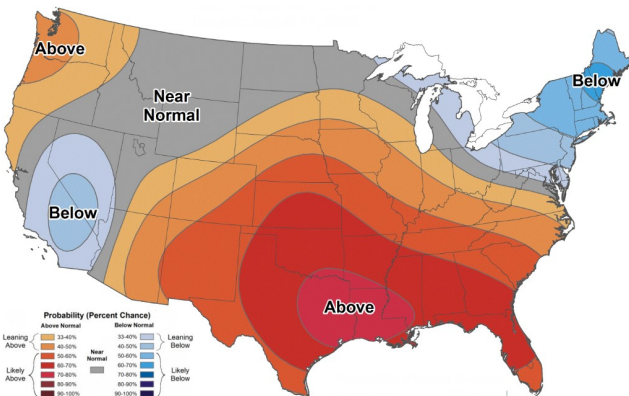 Above
Near
Normal
Below
Below
Above
Probability (Percent Chance)
Above Normal
Below Normal
Leaning
Above
Likely
Above
33-40%
40-50%
50-60%
60-70%
70-80%
80-90%
90-100%
Near
Normal
33-40%
40-50%
50-60%
60-70%
70-80%
80-90%
90-100%
Leaning
Below
Likely
Below